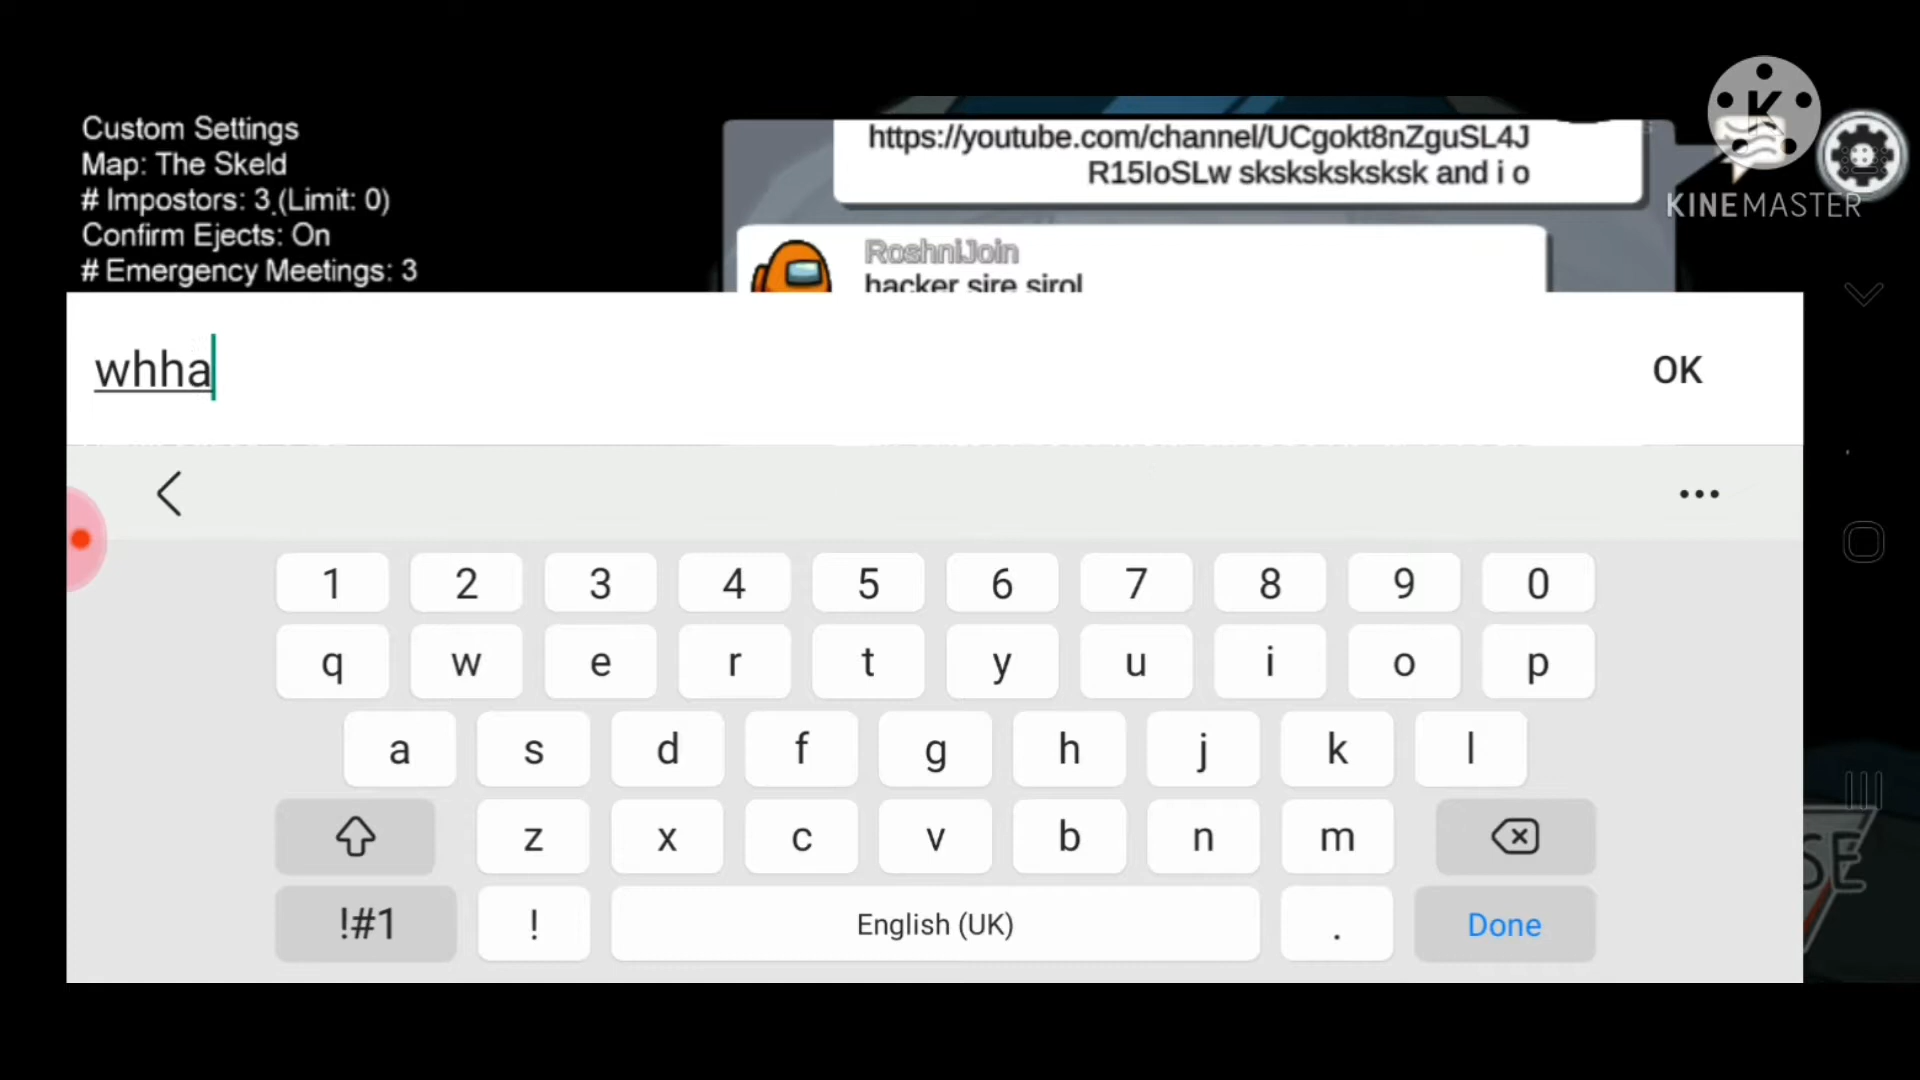 Custom Settings
Map: The Skeld
# Impostors: 3 (Limit: 0)
Confirm Ejects: On
# Emergency Meetings: 3
https://youtube.com/channel/UCgokt8nZguSL4J
R15IoSLw sksksksksksk and i o
K
KINEMASTER
RoshniJoin
hacker sire sirol
whha
OK
1 2 3 4 5 6 7 8 9 0
q w e r t y u i o p
a s d f g h j k l
z x c v b n m
!#1 ! English (UK) . Done
SE